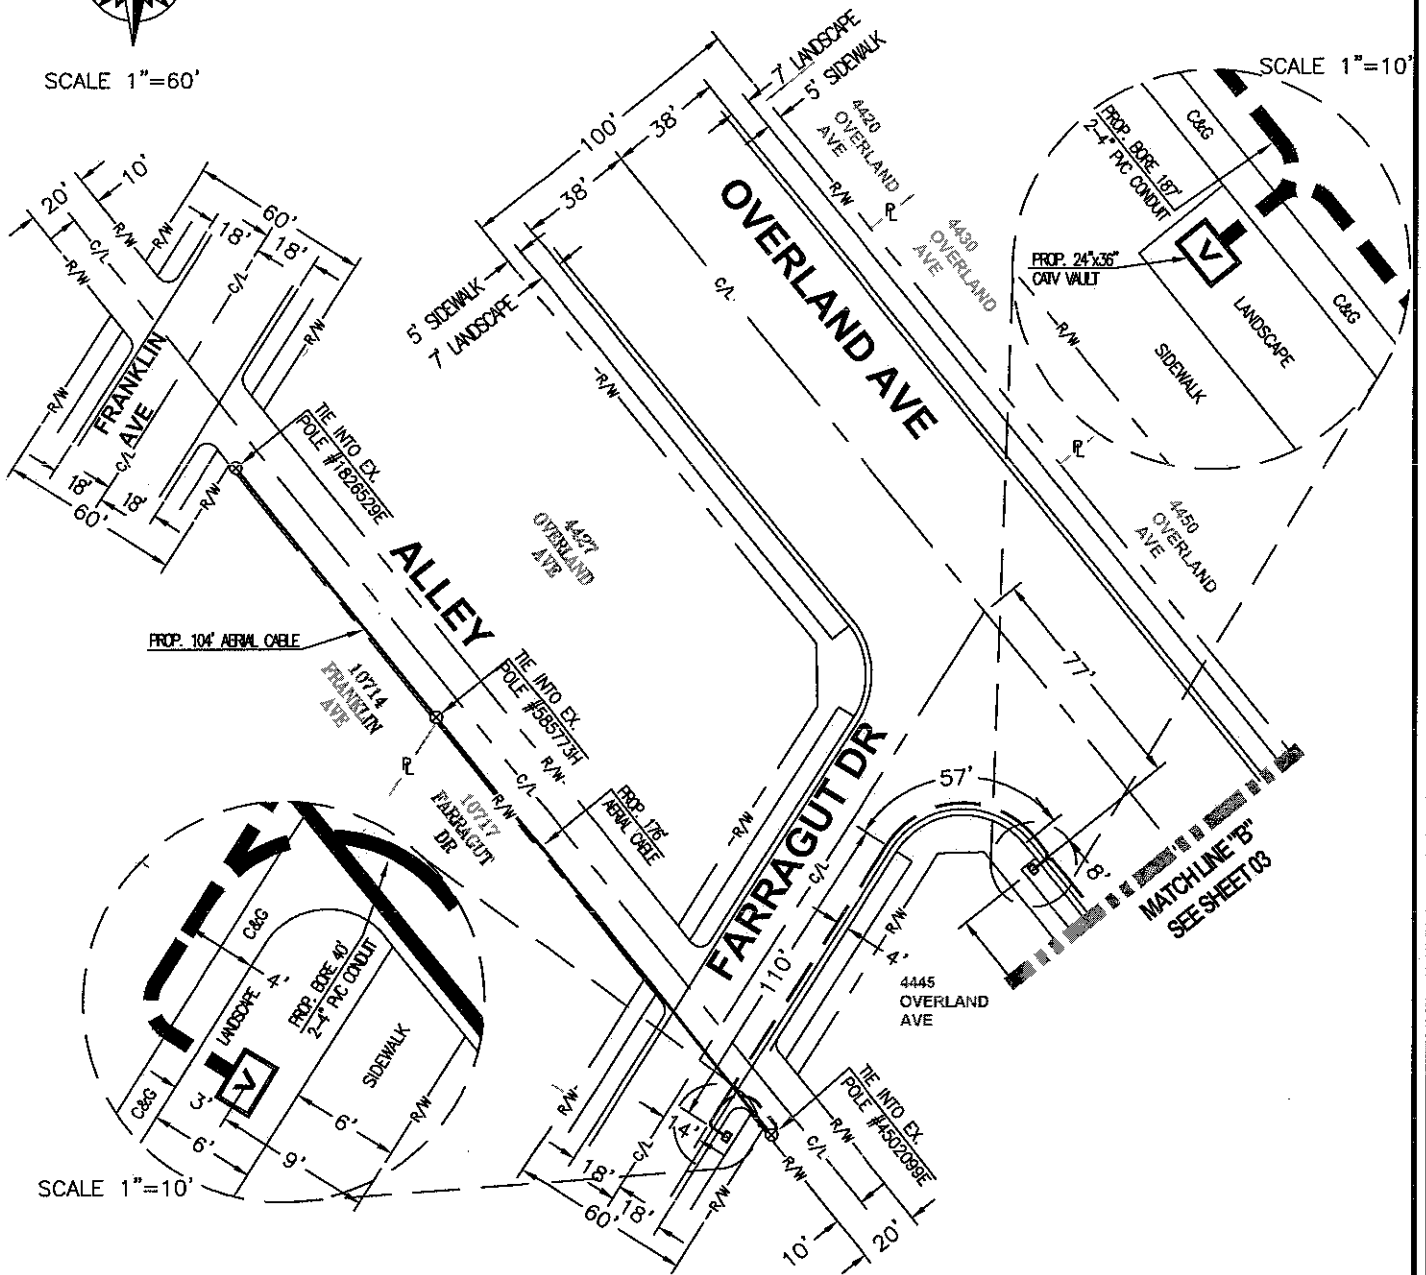 SCALE 1"=60'
SCALE 1"=10'
7' LANDSCAPE
5' SIDEWALK
100'
38'
38'
4420
OVERLAND
AVE
R/W
PL
4430
OVERLAND
AVE
OVERLAND AVE
C/L
5' SIDEWALK
7' LANDSCAPE
R/W
PROP. BORE 187'
2-4" PVC CONDUIT
C&G
V
PROP. 24"x36"
CATV VAULT
LANDSCAPE
C&G
R/W
SIDEWALK
PL
4450
OVERLAND
AVE
20'
10'
R/W
C/L
R/W
R/W
60'
18'
18'
C/L
R/W
FRANKLIN
AVE
R/W
C/L
18'
18'
60'
R/W
TIE INTO EX.
POLE #1826529E
4427
OVERLAND
AVE
ALLEY
PROP. 104' AERIAL CABLE
10714
FRANKLIN
AVE
TIE INTO EX.
POLE #585773H
PL
R/W
C/L
R/W
10717
FARRAGUT
DR
PROP. 176'
AERIAL CABLE
R/W
FARRAGUT DR
C/L
77'
57'
8'
MATCH LINE "B"
SEE SHEET 03
110'
4'
R/W
4445
OVERLAND
AVE
C&G
4'
LANDSCAPE
PROP. BORE 40'
2-4" PVC CONDUIT
SIDEWALK
V
C&G
3'
6'
6'
9'
R/W
SCALE 1"=10'
R/W
C/L
14'
18'
18'
60'
R/W
TIE INTO EX.
POLE #4502099E
R/W
C/L
R/W
10'
20'